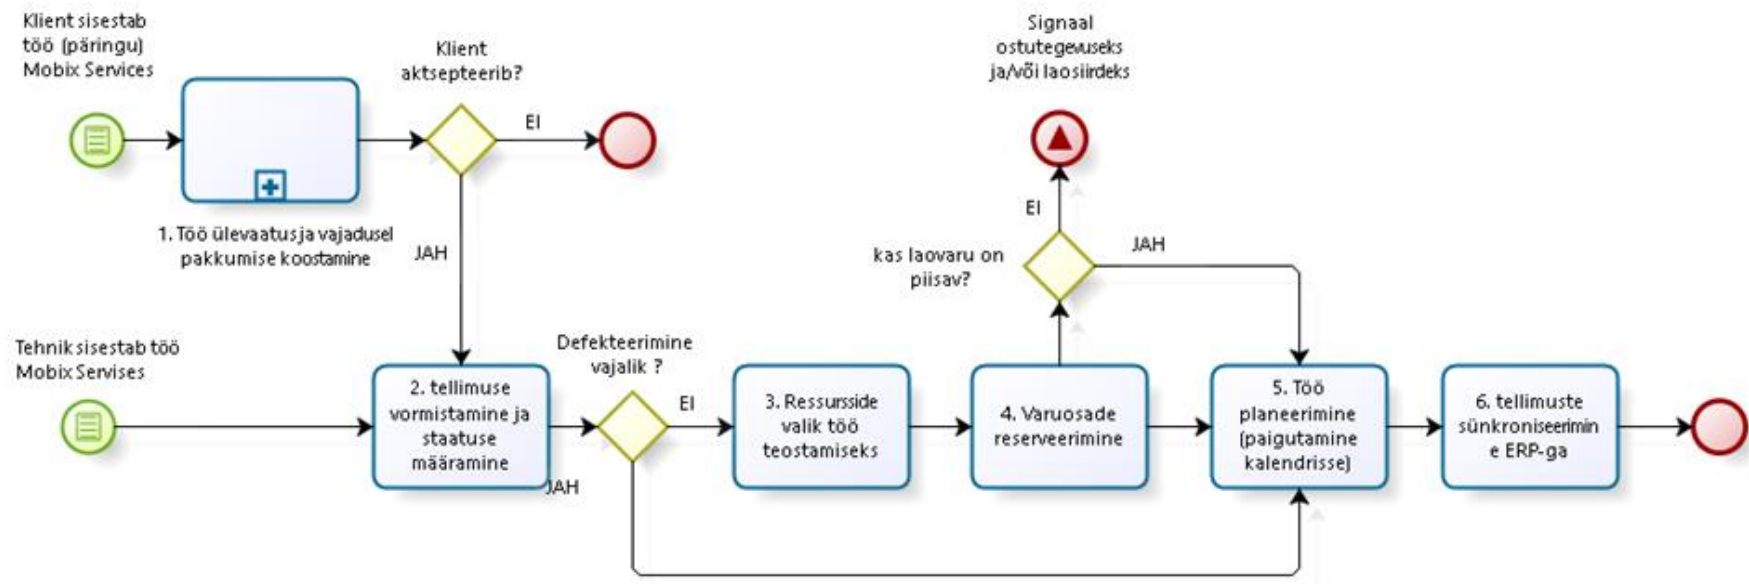 Klient sisestab
töö (päringu)
Mobix Services
Klient
aktsepteerib?
EI
JAH
1. Töö ülevaatus ja vajadusel
pakkumise koostamine
Signaal
ostutegevuseks
ja/või laosiirdeks
EI
JAH
kas laovaru on
piisav?
Tehnik sisestab töö
Mobix Servises
2. tellimuse
vormistamine ja
staatuse
määramine
Defekteerimine
vajalik ?
EI
JAH
3. Ressursside
valik töö
teostamiseks
4. Varuosade
reserveerimine
5. Töö
planeerimine
(paigutamine
kalendrisse)
6. tellimuste
sünkroniseerimin
e ERP-ga